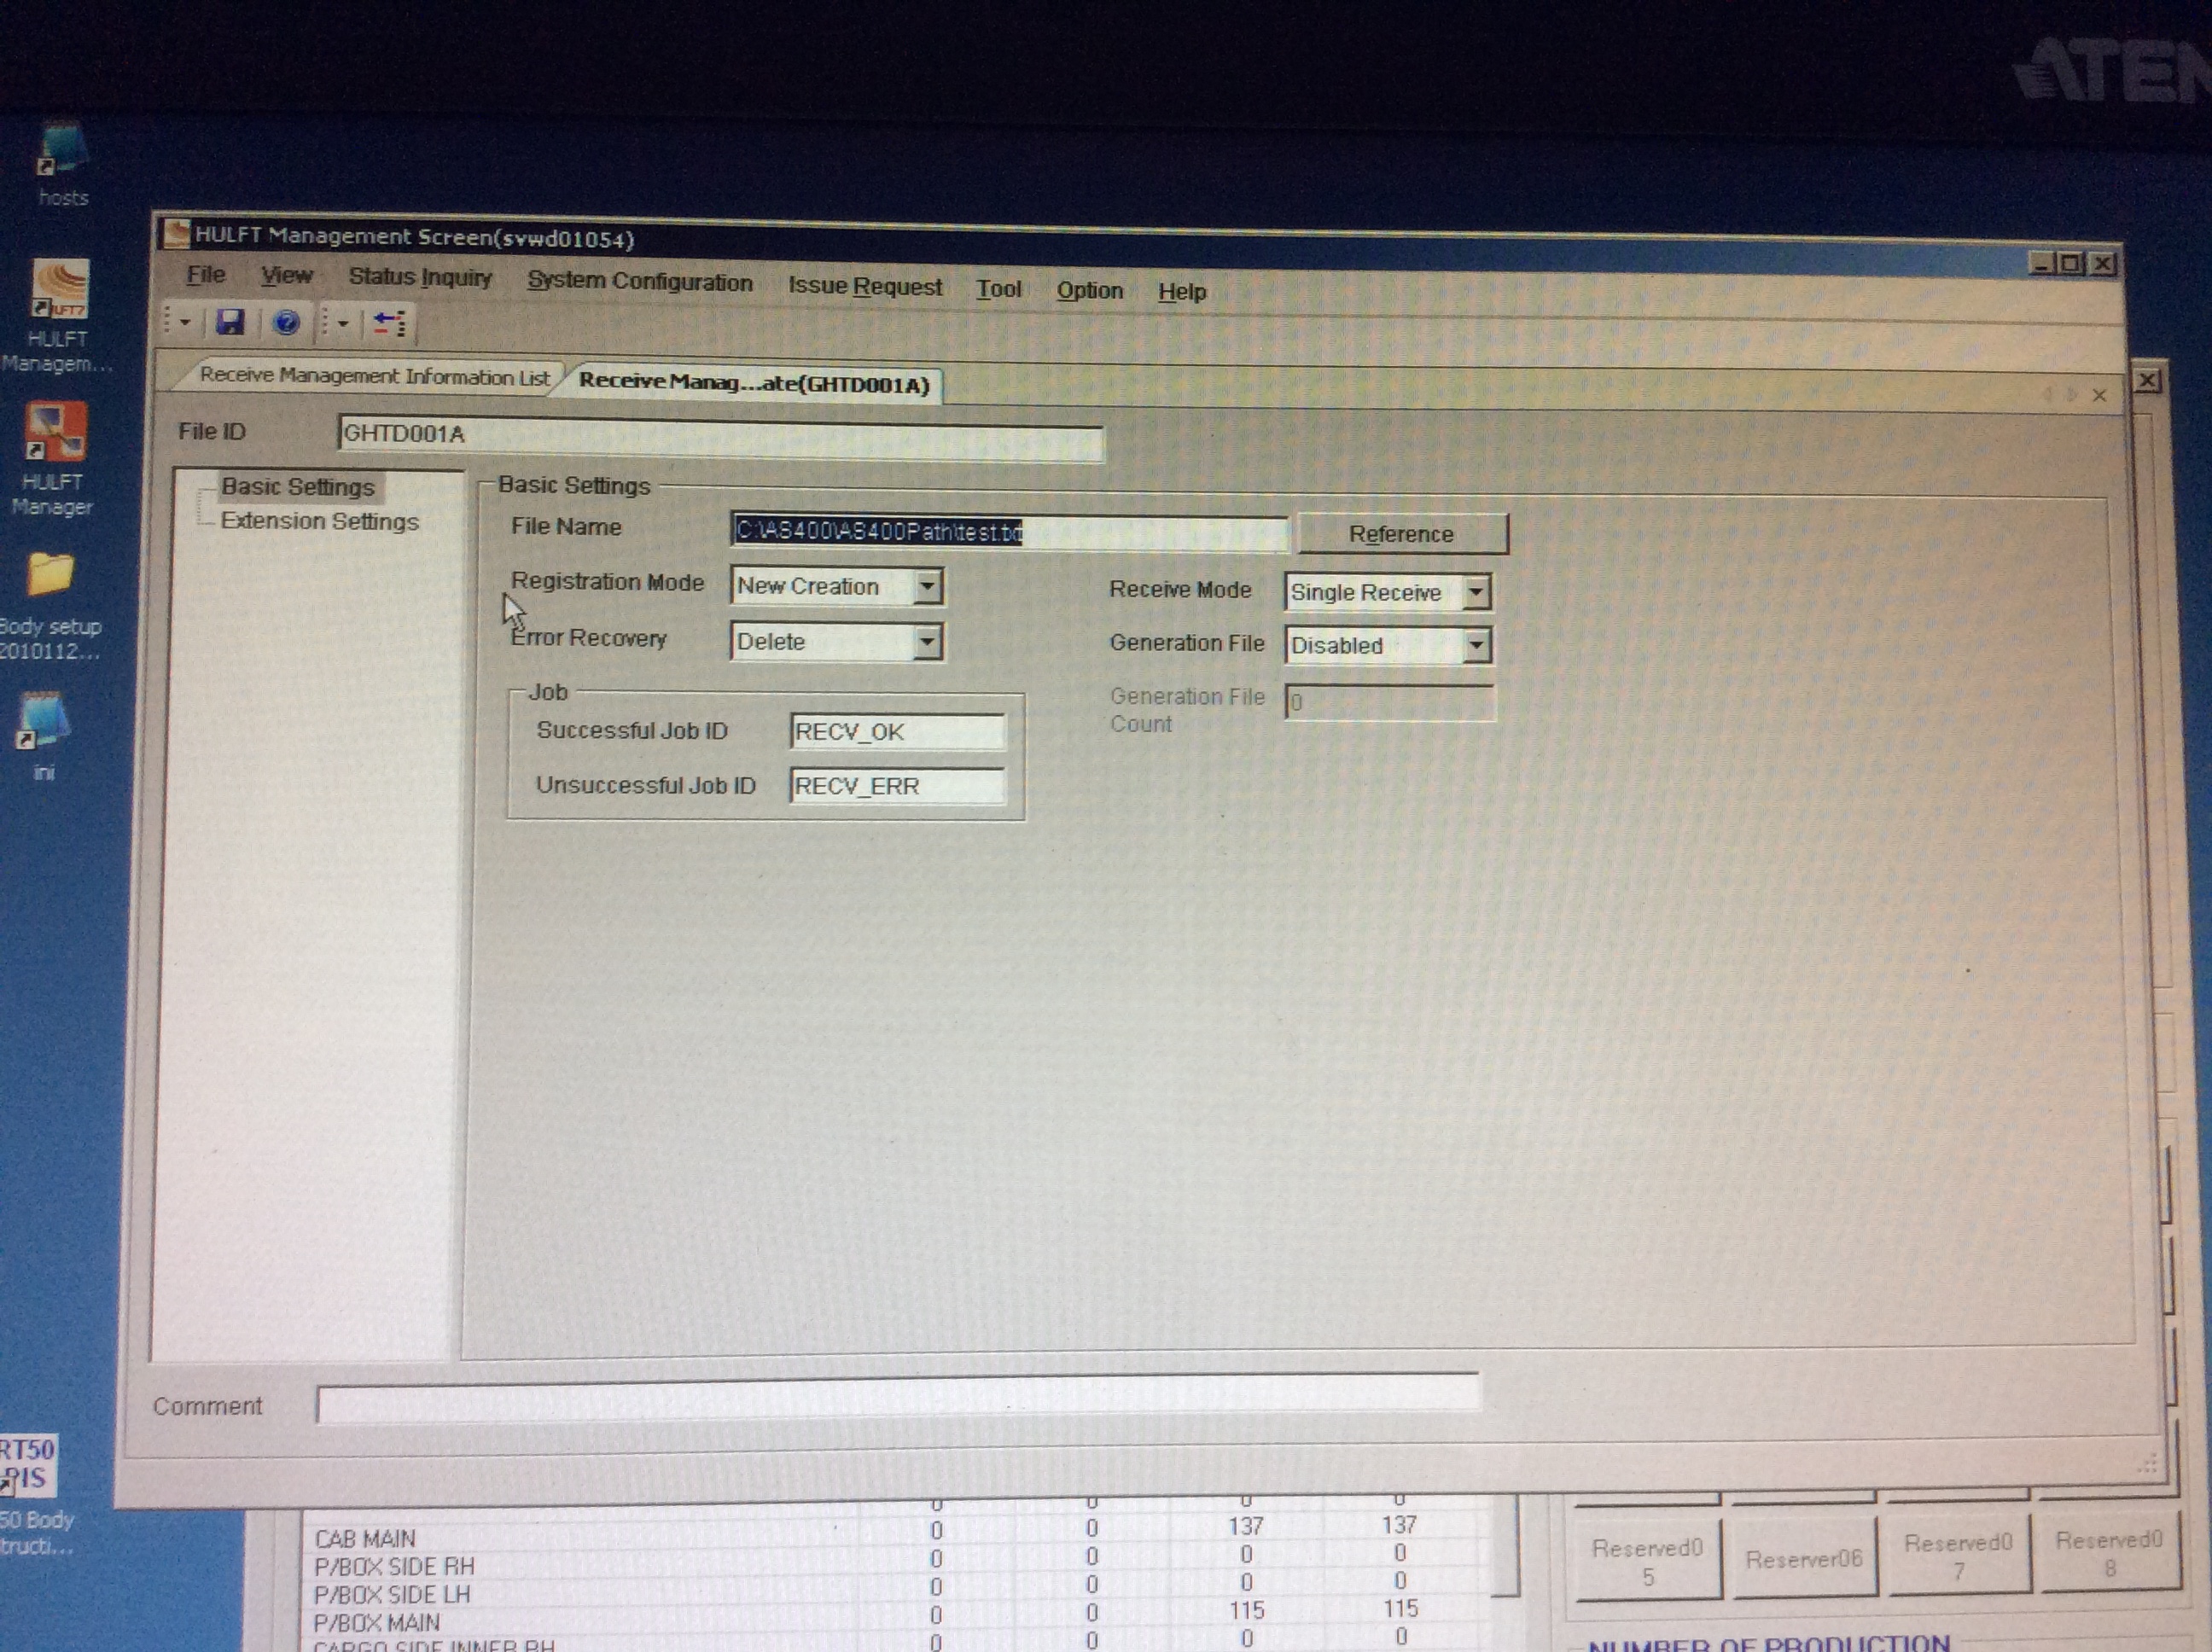 ATEN
hosts
HULFT Management Screen(svwd01054)
File View Status Inquiry System Configuration Issue Request Tool Option Help
HULFT
Managem...
Receive Management Information List
Receive Manag...ate(GHTD001A)
File ID GHTD001A
HULFT
Manager
Basic Settings
Extension Settings
Basic Settings
File Name C:\AS400\AS400Path\test.txt Reference
Registration Mode New Creation Receive Mode Single Receive
Error Recovery Delete Generation File Disabled
Job
Generation File
Count 0
Successful Job ID RECV_OK
Unsuccessful Job ID RECV_ERR
Body setup
2010112...
ini
Comment
RT50
PIS
50 Body
tructi...
0 0 0 0
CAB MAIN 0 0 137 137
P/BOX SIDE RH 0 0 0 0
P/BOX SIDE LH 0 0 0 0
P/BOX MAIN 0 0 115 115
CARGO SIDE INNER RH 0 0 0 0
Reserved0
5
Reserver06
Reserved0
7
Reserved0
8
NUMBER OF PRODUCTION